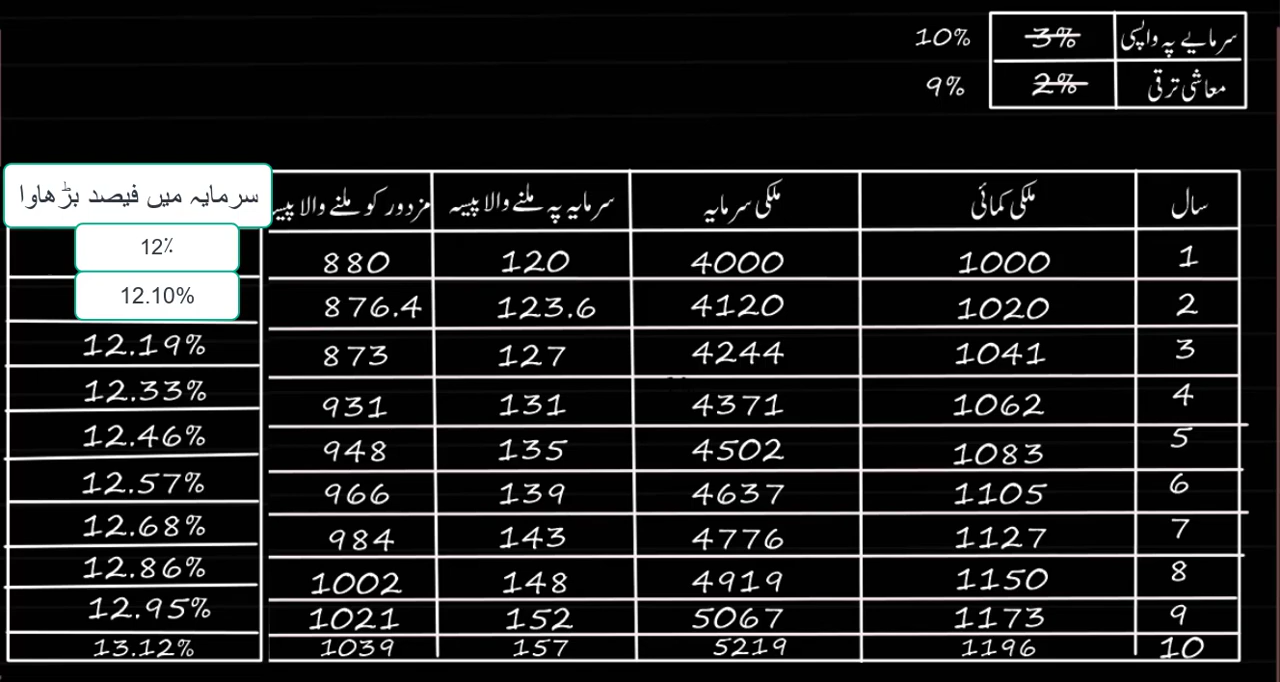 سرمایے پہ واپسی 3% 10%
معاشی ترقی 2% 9%
سال ملکی کمائی ملکی سرمایہ سرمایہ پہ ملنے والا پیسہ مزدور کو ملنے والا پیسہ سرمایہ میں فیصد بڑھاوا
1 1000 4000 120 880 12٪
2 1020 4120 123.6 876.4 12.10%
3 1041 4244 127 873 12.19%
4 1062 4371 131 931 12.33%
5 1083 4502 135 948 12.46%
6 1105 4637 139 966 12.57%
7 1127 4776 143 984 12.68%
8 1150 4919 148 1002 12.86%
9 1173 5067 152 1021 12.95%
10 1196 5219 157 1039 13.12%